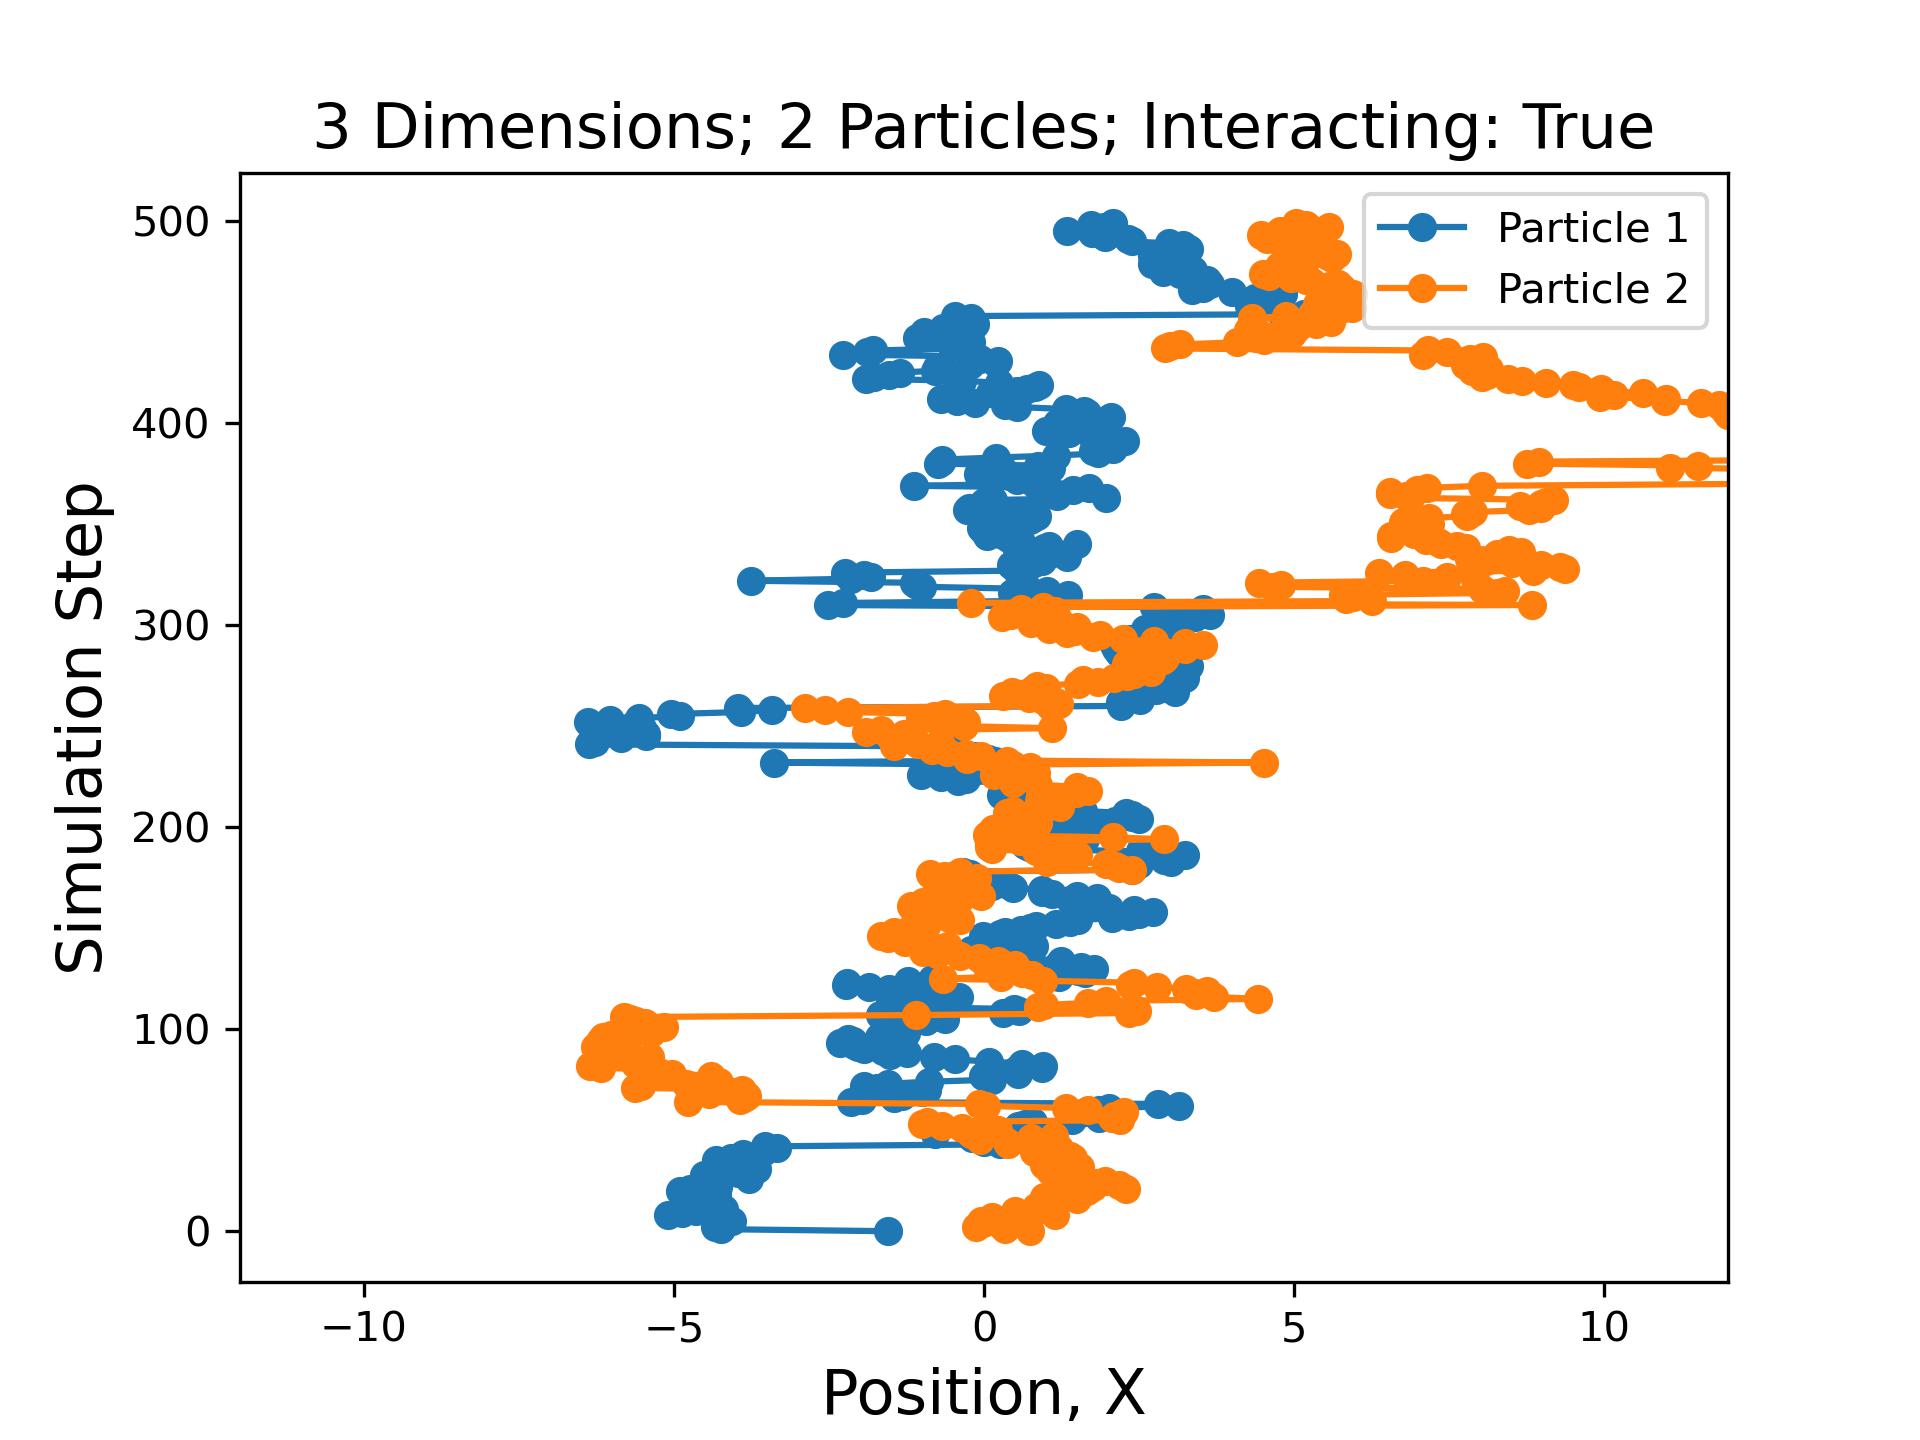 3 Dimensions; 2 Particles; Interacting: True
Particle 1
Particle 2
Simulation Step
500
400
300
200
100
0
−10
−5
0
5
10
Position, X